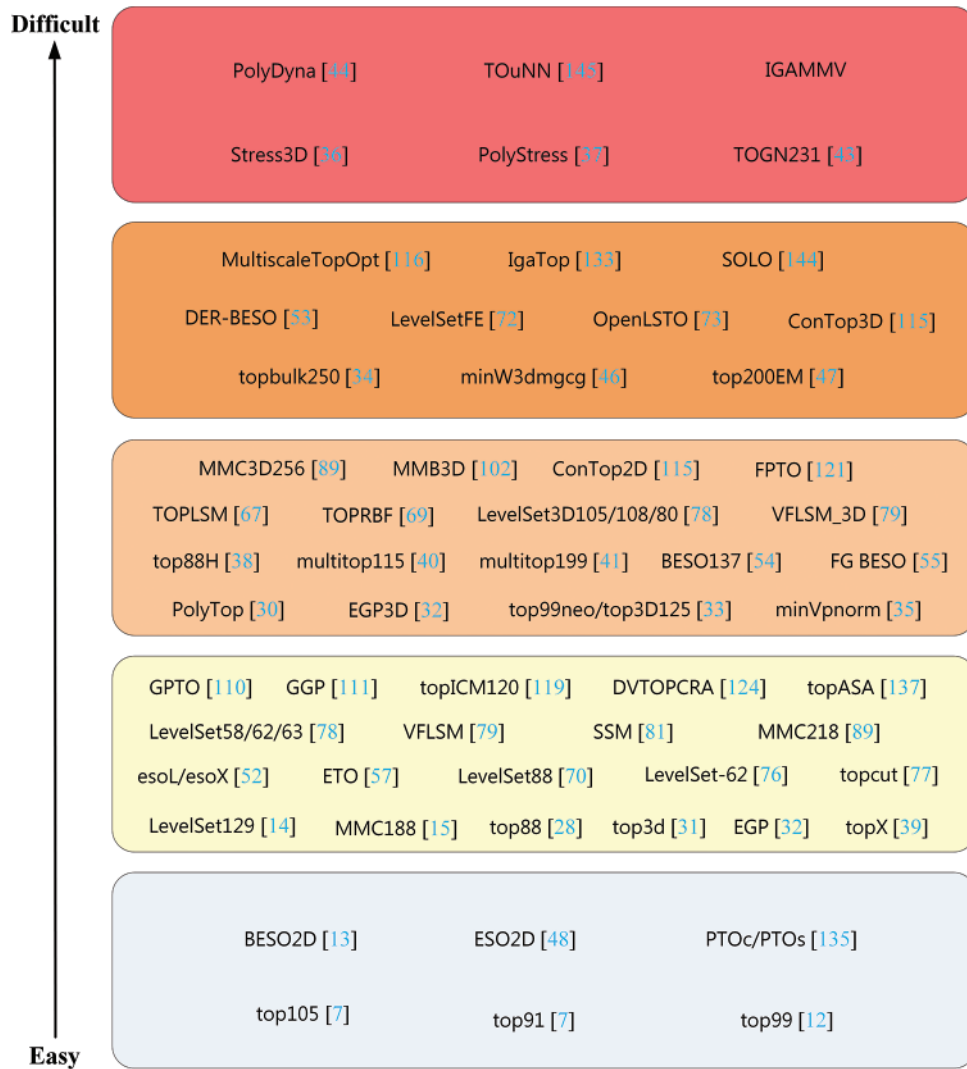 Difficult
PolyDyna [44] TOuNN [145] IGAMMV
Stress3D [36] PolyStress [37] TOGN231 [43]
MultiscaleTopOpt [116] IgaTop [133] SOLO [144]
DER-BESO [53] LevelSetFE [72] OpenLSTO [73] ConTop3D [115]
topbulk250 [34] minW3dmgcg [46] top200EM [47]
MMC3D256 [89] MMB3D [102] ConTop2D [115] FPTO [121]
TOPLSM [67] TOPRBF [69] LevelSet3D105/108/80 [78] VFLSM_3D [79]
top88H [38] multitop115 [40] multitop199 [41] BESO137 [54] FG BESO [55]
PolyTop [30] EGP3D [32] top99neo/top3D125 [33] minVpnorm [35]
GPTO [110] GGP [111] topICM120 [119] DVTOPCRA [124] topASA [137]
LevelSet58/62/63 [78] VFLSM [79] SSM [81] MMC218 [89]
esoL/esoX [52] ETO [57] LevelSet88 [70] LevelSet-62 [76] topcut [77]
LevelSet129 [14] MMC188 [15] top88 [28] top3d [31] EGP [32] topX [39]
BESO2D [13] ESO2D [48] PTOc/PTOs [135]
top105 [7] top91 [7] top99 [12]
Easy